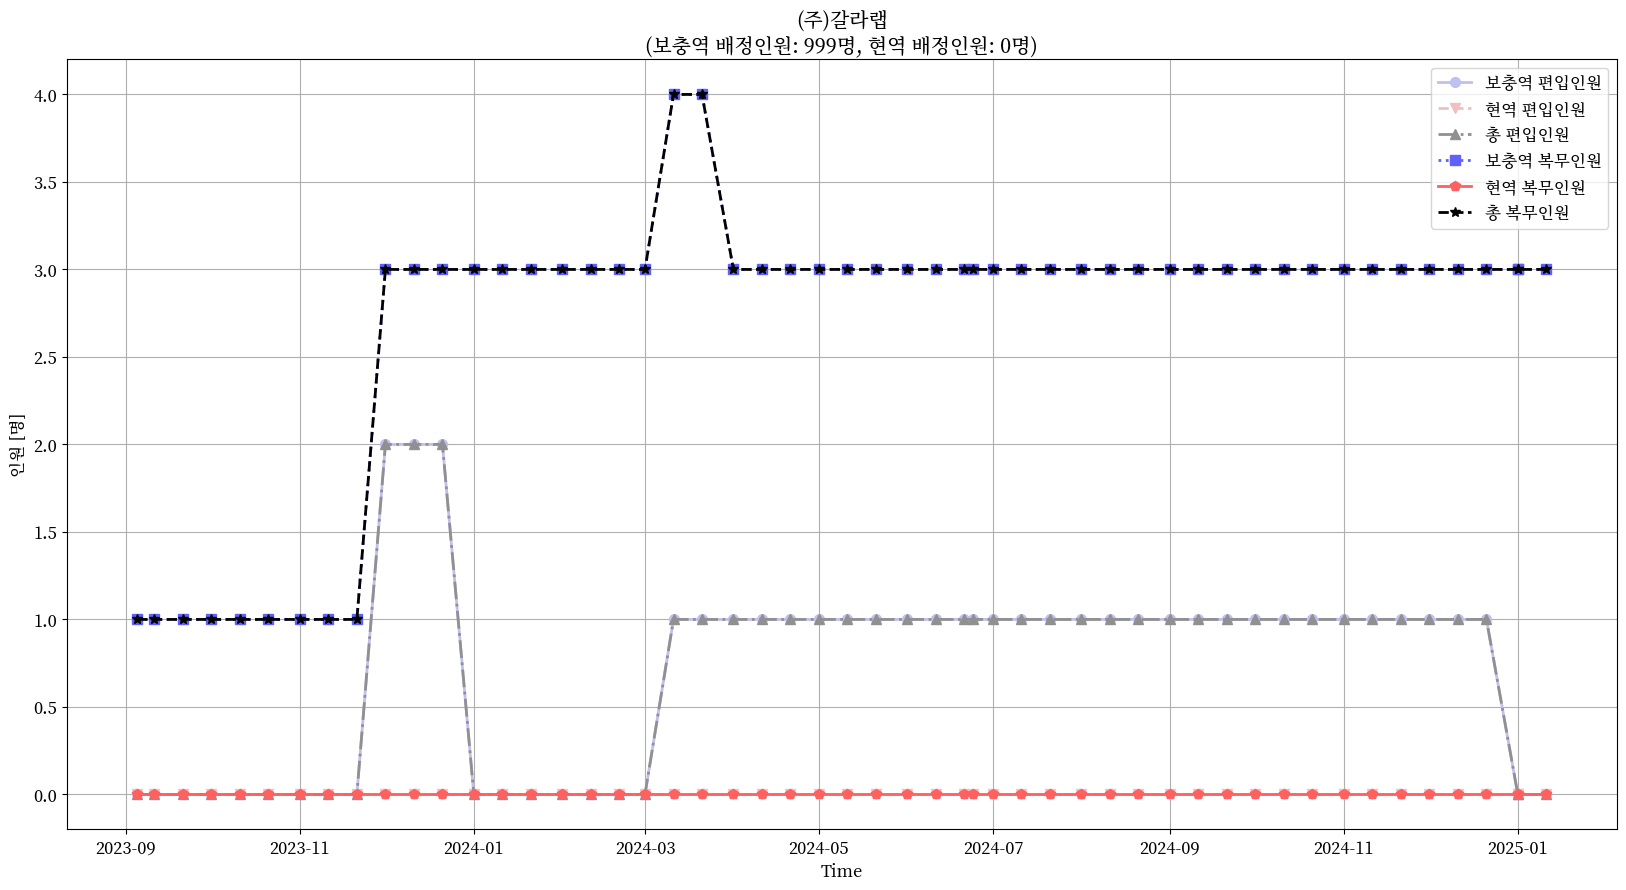 (주)갈라랩
(보충역 배정인원: 999명, 현역 배정인원: 0명)
4.0
3.5
3.0
2.5
2.0
1.5
1.0
0.5
0.0
인원 [명]
보충역 편입인원
현역 편입인원
총 편입인원
보충역 복무인원
현역 복무인원
총 복무인원
2023-09 2023-11 2024-01 2024-03 2024-05 2024-07 2024-09 2024-11 2025-01
Time